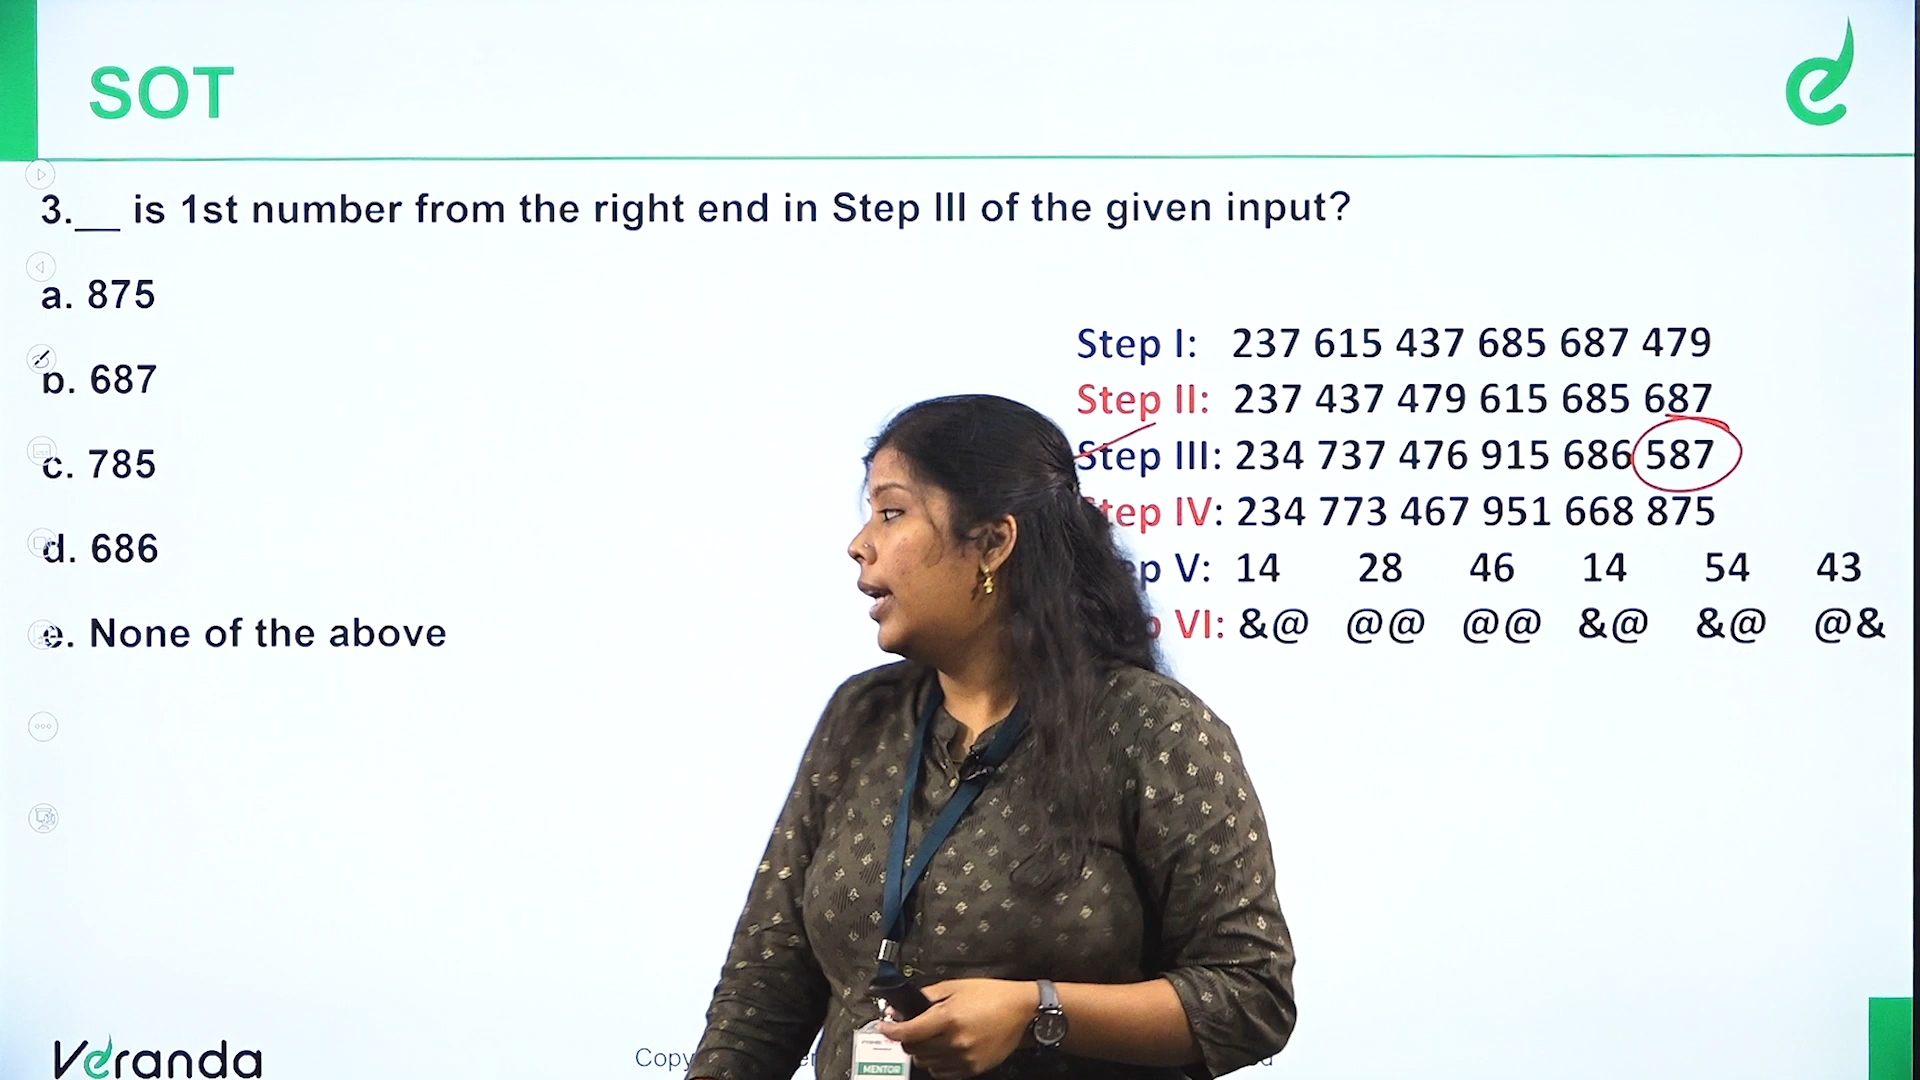 SOT
3.__ is 1st number from the right end in Step III of the given input?
a. 875
b. 687
c. 785
d. 686
e. None of the above
Step I: 237 615 437 685 687 479
Step II: 237 437 479 615 685 687
Step III: 234 737 476 915 686 587
Step IV: 234 773 467 951 668 875
p V: 14 28 46 14 54 43
VI: &@ @@ @@ &@ &@ @&
Veranda
Copy
MENTOR